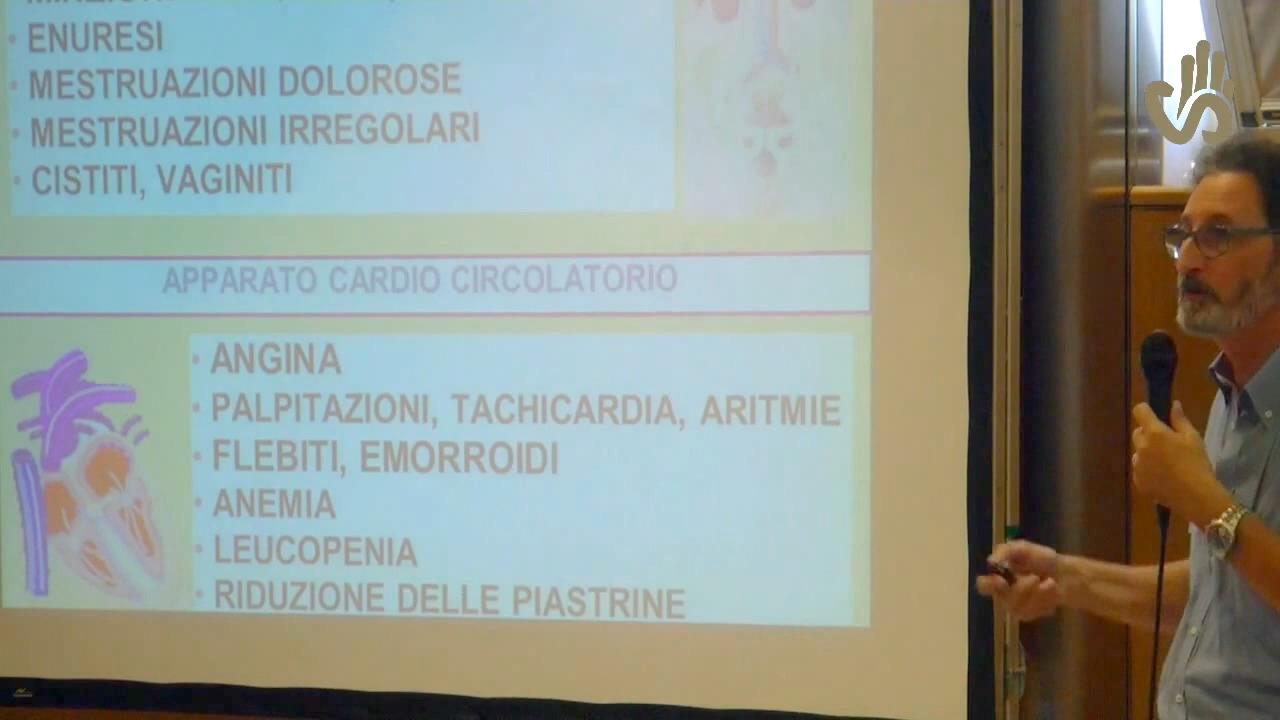 • ENURESI
• MESTRUAZIONI DOLOROSE
• MESTRUAZIONI IRREGOLARI
• CISTITI, VAGINITI
APPARATO CARDIO CIRCOLATORIO
• ANGINA
• PALPITAZIONI, TACHICARDIA, ARITMIE
• FLEBITI, EMORROIDI
• ANEMIA
• LEUCOPENIA
• RIDUZIONE DELLE PIASTRINE